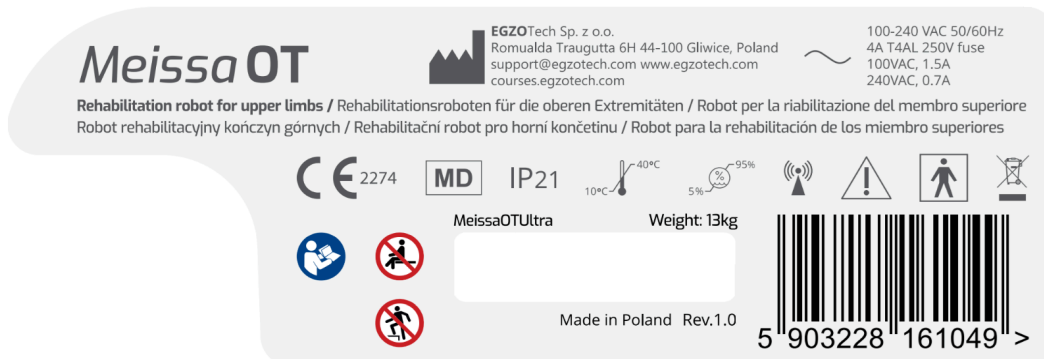 Meissa OT
EGZOTech Sp. z o.o.
Romualda Traugutta 6H 44-100 Gliwice, Poland
support@egzotech.com www.egzotech.com
courses.egzotech.com
100-240 VAC 50/60Hz
4A T4AL 250V fuse
100VAC, 1.5A
240VAC, 0.7A
Rehabilitation robot for upper limbs / Rehabilitationsroboten für die oberen Extremitäten / Robot per la riabilitazione del membro superiore
Robot rehabilitacyjny kończyn górnych / Rehabilitační robot pro horní končetinu / Robot para la rehabilitación de los miembro superiores
CE 2274
MD
IP21
10°C 40°C
5% % 95%
MeissaOTUltra Weight: 13kg
Made in Poland Rev.1.0
5 903228 161049 >